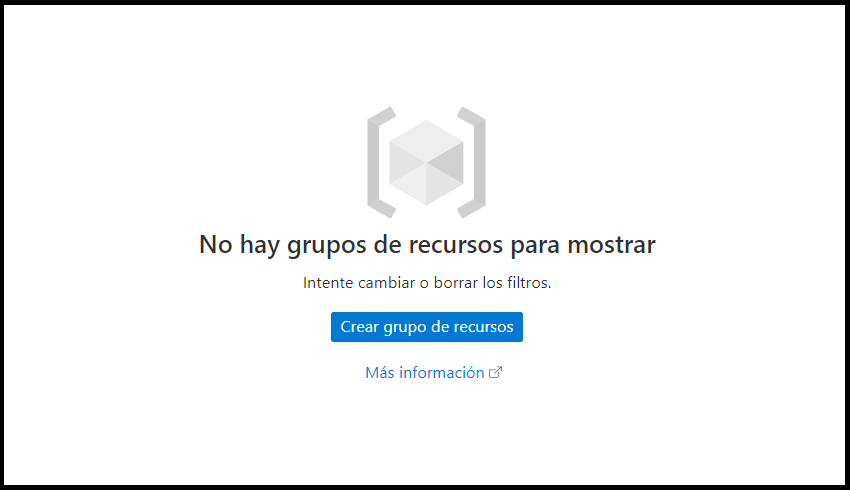 No hay grupos de recursos para mostrar
Intente cambiar o borrar los filtros.
Crear grupo de recursos
Más información